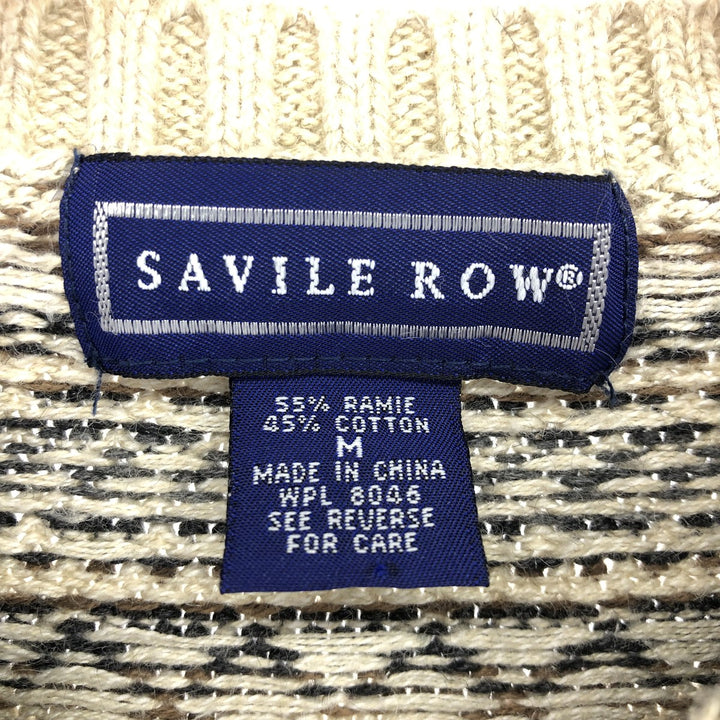 SAVILE ROW®
55% RAMIE
45% COTTON
M
MADE IN CHINA
WPL 8046
SEE REVERSE
FOR CARE